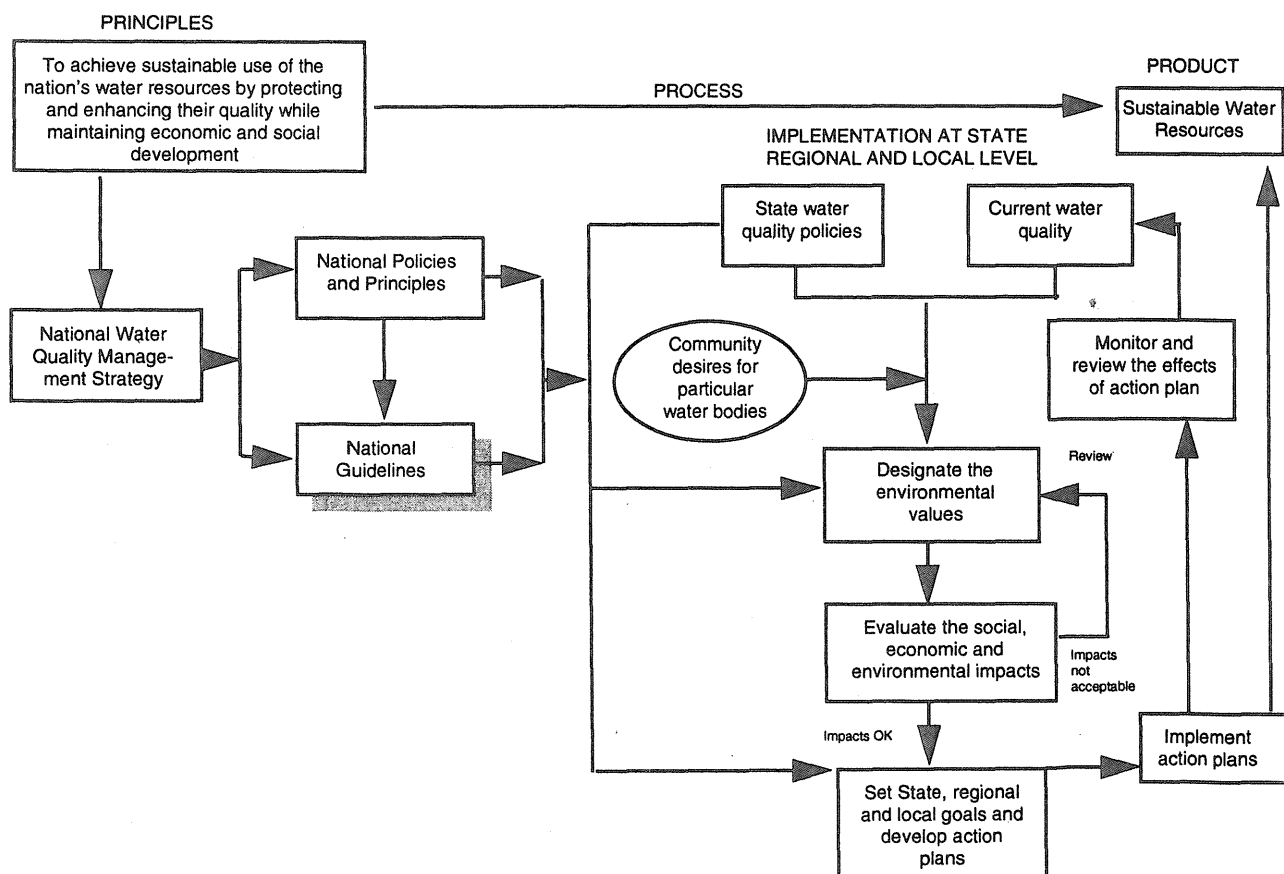 PRINCIPLES
To achieve sustainable use of the
nation's water resources by protecting
and enhancing their quality while
maintaining economic and social
development
PROCESS
PRODUCT
Sustainable Water
Resources
IMPLEMENTATION AT STATE
REGIONAL AND LOCAL LEVEL
State water
quality policies
Current water
quality
National Policies
and Principles
National Water
Quality Manage-
ment Strategy
National
Guidelines
Community
desires for
particular
water bodies
Monitor and
review the effects
of action plan
Designate the
environmental
values
Review
Evaluate the social,
economic and
environmental impacts
Impacts
not
acceptable
Impacts OK
Set State, regional
and local goals and
develop action
plans
Implement
action plans